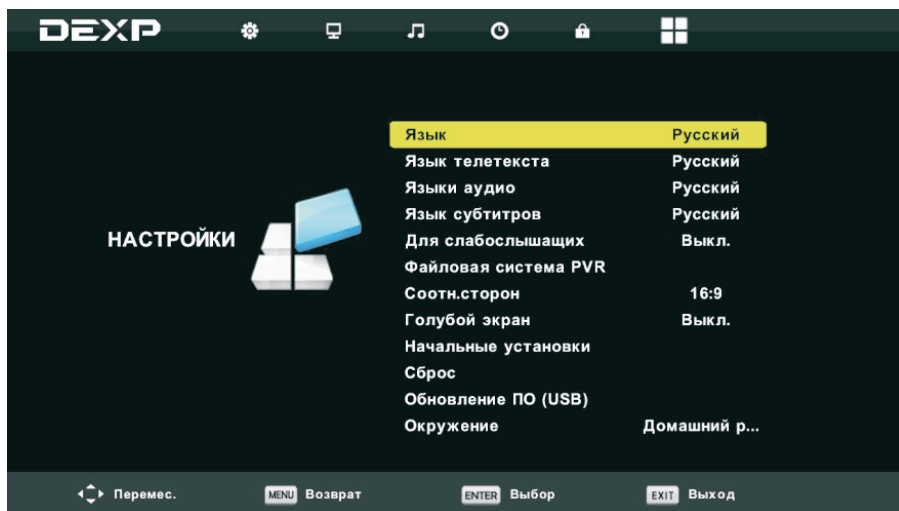 DEXP
НАСТРОЙКИ
Язык Русский
Язык телетекста Русский
Языки аудио Русский
Язык субтитров Русский
Для слабослышащих Выкл.
Файловая система PVR
Соотн.сторон 16:9
Голубой экран Выкл.
Начальные установки
Сброс
Обновление ПО (USB)
Окружение Домашний р...
Перемес. MENU Возврат ENTER Выбор EXIT Выход